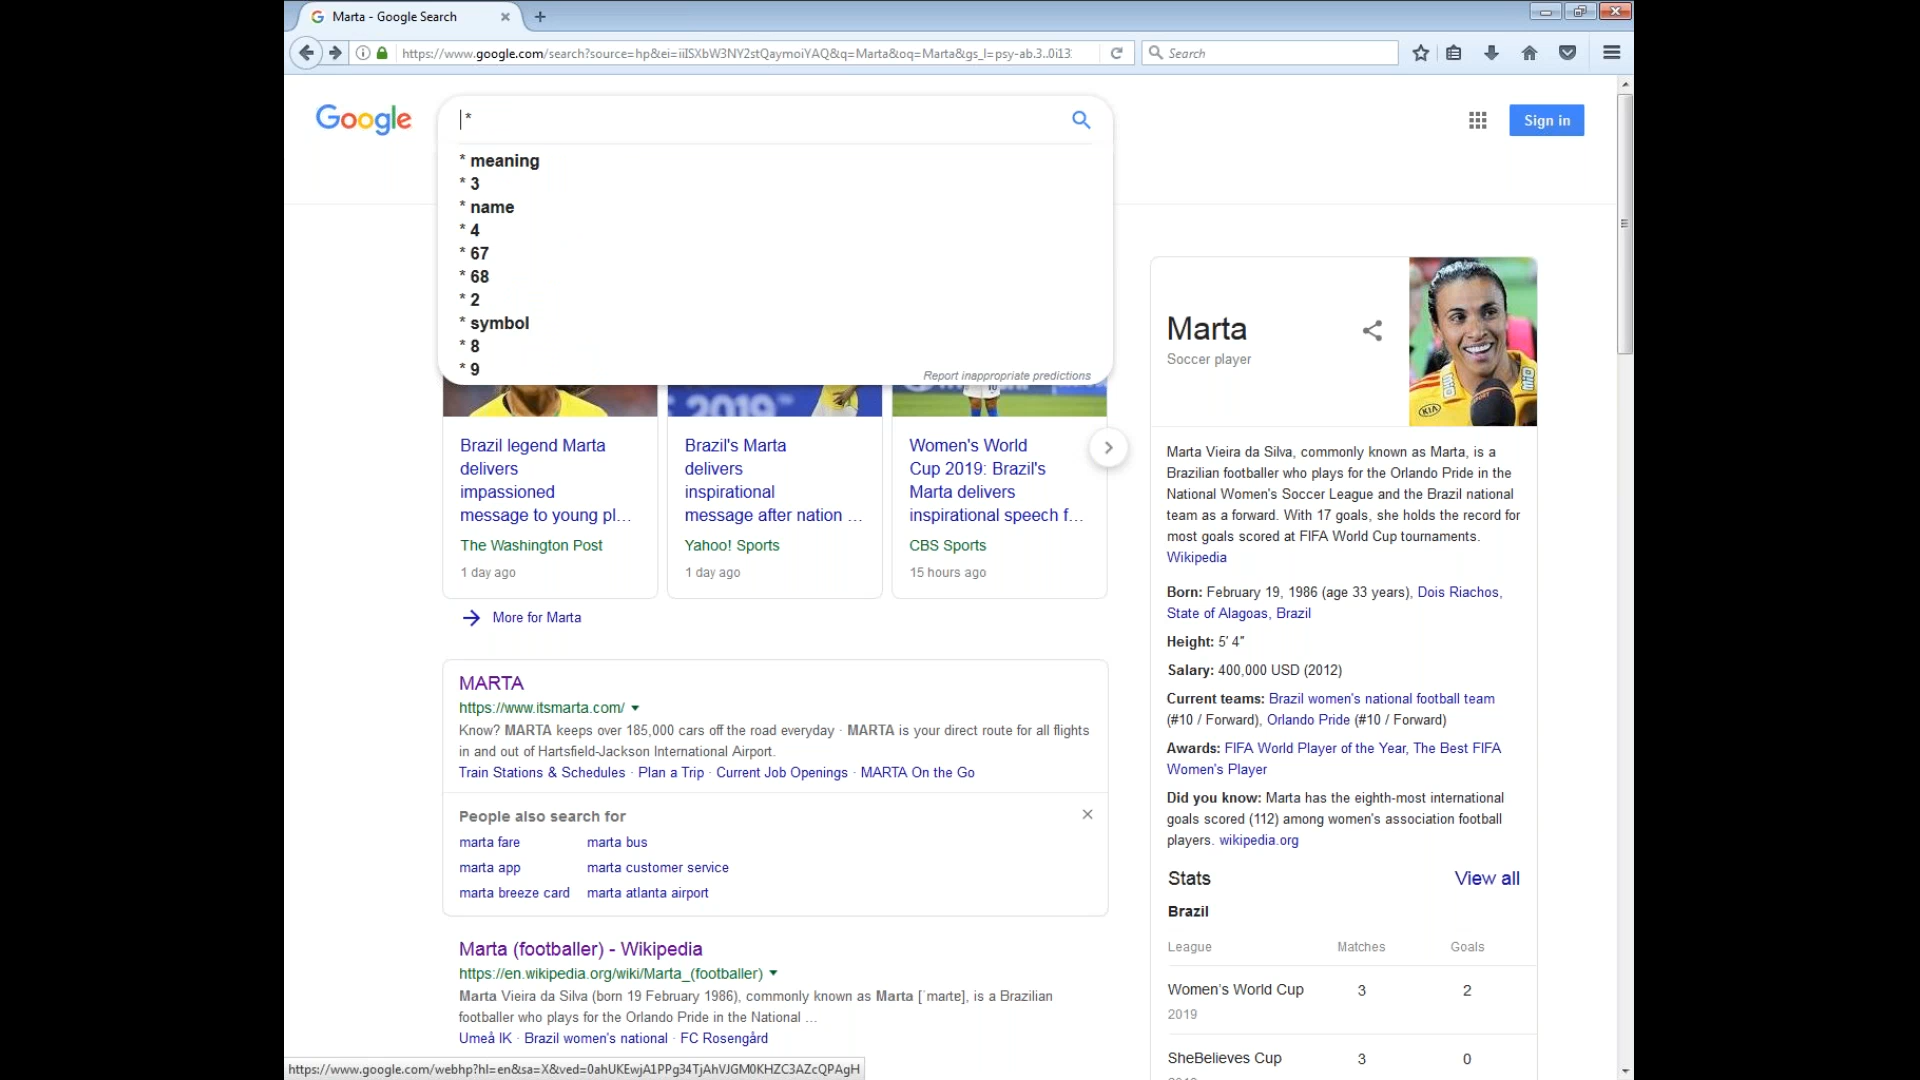 Marta - Google Search
https://www.google.com/search?source=hp&ei=iilSXbW3NY2stQaymoiYAQ&q=Marta&oq=Marta&gs_l=psy-ab.3..0i13
Search
Google
*
Sign in
* meaning
* 3
* name
* 4
* 67
* 68
* 2
* symbol
* 8
* 9
Report inappropriate predictions
2019
Brazil legend Marta
delivers
impassioned
message to young pl...
The Washington Post
1 day ago
Brazil's Marta
delivers
inspirational
message after nation ...
Yahoo! Sports
1 day ago
Women's World
Cup 2019: Brazil's
Marta delivers
inspirational speech f...
CBS Sports
15 hours ago
More for Marta
MARTA
https://www.itsmarta.com/
Know? MARTA keeps over 185,000 cars off the road everyday · MARTA is your direct route for all flights
in and out of Hartsfield-Jackson International Airport.
Train Stations & Schedules · Plan a Trip · Current Job Openings · MARTA On the Go
People also search for
marta fare marta bus
marta app marta customer service
marta breeze card marta atlanta airport
Marta (footballer) - Wikipedia
https://en.wikipedia.org/wiki/Marta_(footballer)
Marta Vieira da Silva (born 19 February 1986), commonly known as Marta [ˈmaʁtɐ], is a Brazilian
footballer who plays for the Orlando Pride in the National ...
Umeå IK · Brazil women's national · FC Rosengård
Marta
Soccer player
KIA
Marta Vieira da Silva, commonly known as Marta, is a
Brazilian footballer who plays for the Orlando Pride in the
National Women's Soccer League and the Brazil national
team as a forward. With 17 goals, she holds the record for
most goals scored at FIFA World Cup tournaments.
Wikipedia
Born: February 19, 1986 (age 33 years), Dois Riachos,
State of Alagoas, Brazil
Height: 5′ 4″
Salary: 400,000 USD (2012)
Current teams: Brazil women's national football team
(#10 / Forward), Orlando Pride (#10 / Forward)
Awards: FIFA World Player of the Year, The Best FIFA
Women's Player
Did you know: Marta has the eighth-most international
goals scored (112) among women's association football
players. wikipedia.org
Stats View all
Brazil
League Matches Goals
Women's World Cup 3 2
2019
SheBelieves Cup 3 0
https://www.google.com/webhp?hl=en&sa=X&ved=0ahUKEwjA1PPg34TjAhVJGM0KHZC3AZcQPAgH